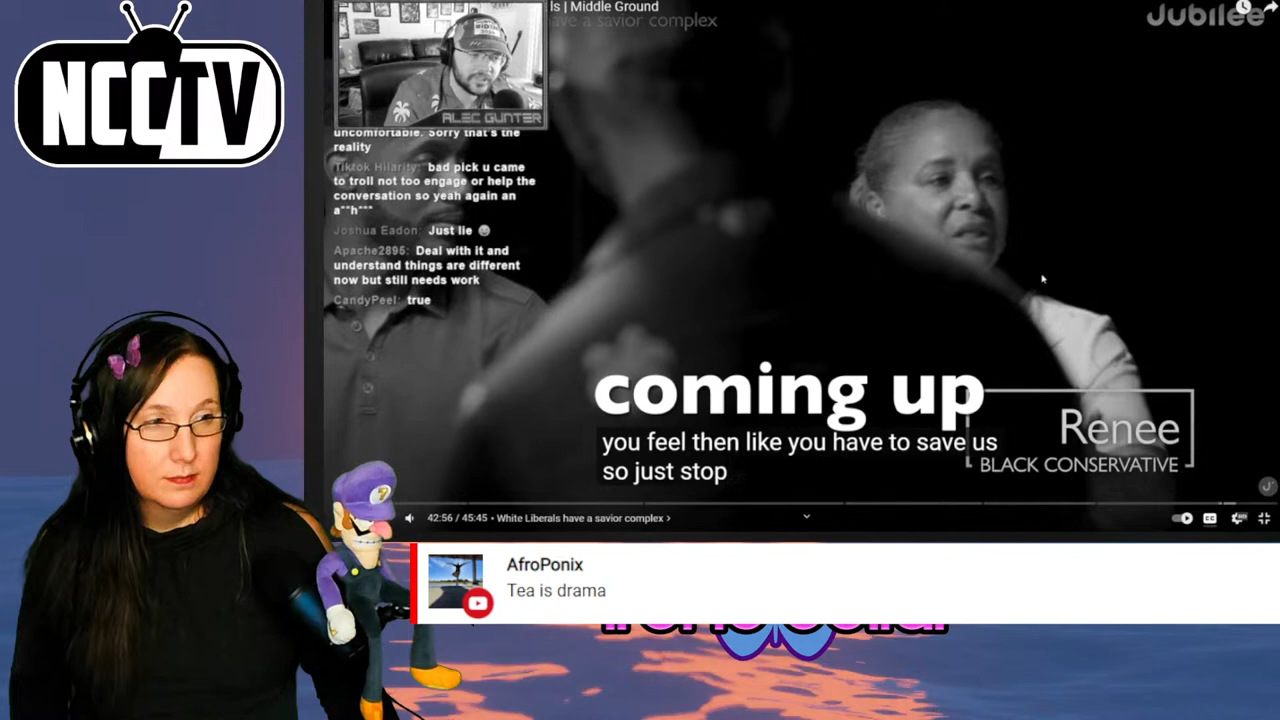 NCCTV
ls | Middle Ground
have a savior complex
Jubilee
ALEC GUNTER
uncomfortable. Sorry that's the
reality
Tiktok Hilarity: bad pick u came
to troll not too engage or help the
conversation so yeah again an
a**h***
Joshua Eadon: Just lie
Apache2895: Deal with it and
understand things are different
now but still needs work
CandyPeel: true
coming up
you feel then like you have to save us
so just stop
Renee
BLACK CONSERVATIVE
42:56 / 45:45 • White Liberals have a savior complex >
CC
7
AfroPonix
Tea is drama